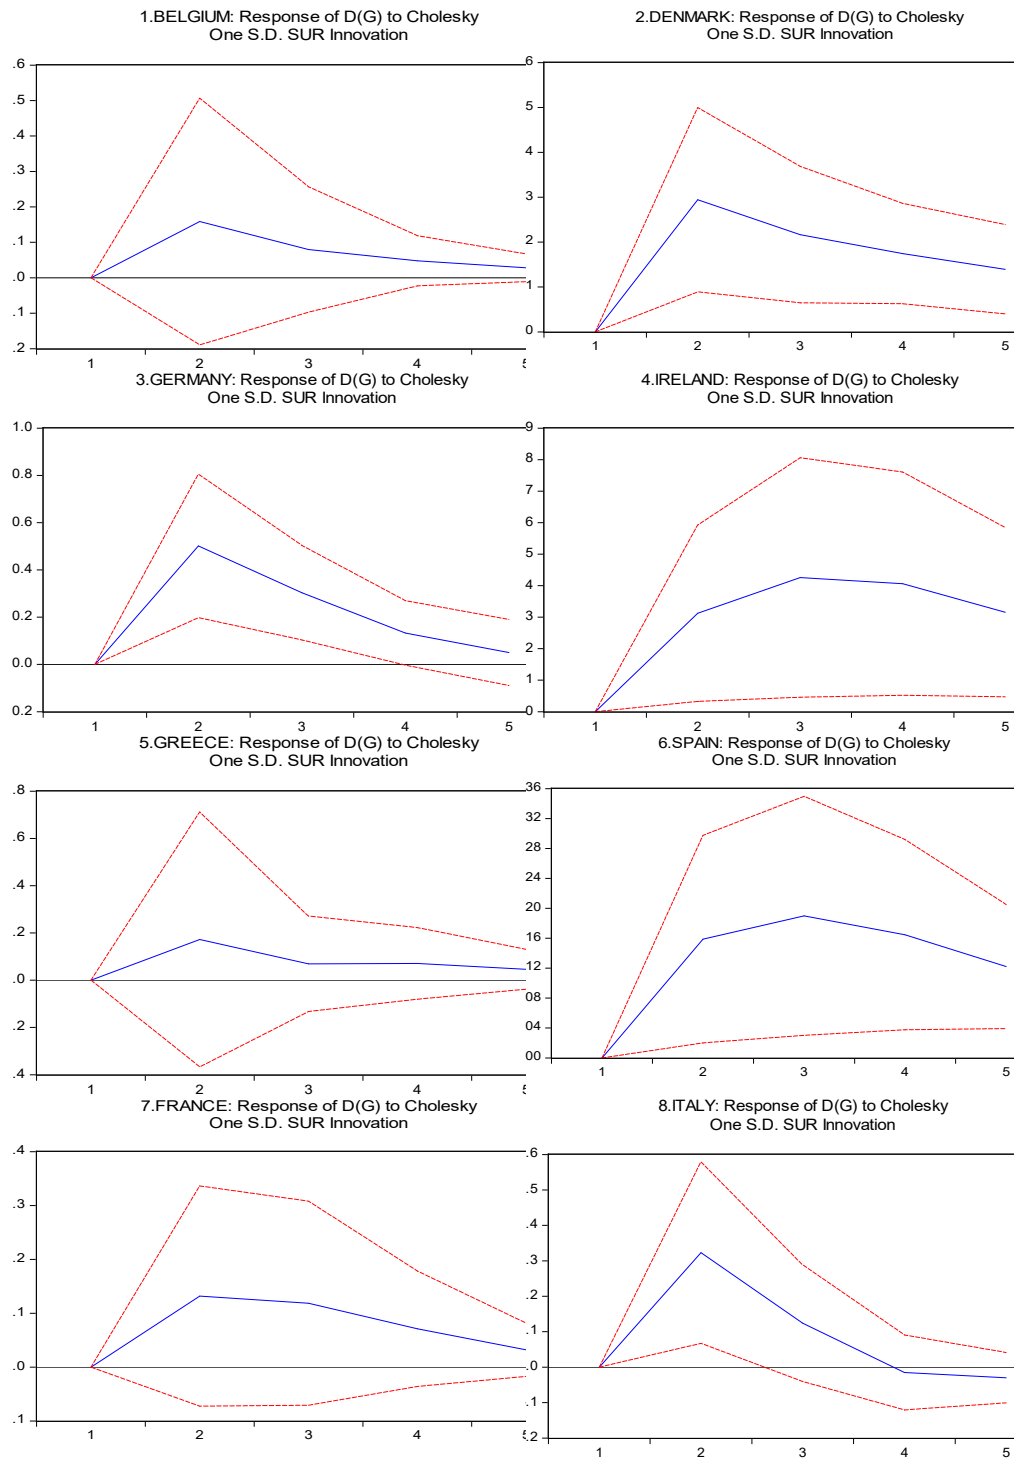 1.BELGIUM: Response of D(G) to Cholesky
One S.D. SUR Innovation
.6
.5
.4
.3
.2
.1
.0
.1
.2
1 2 3 4 5
2.DENMARK: Response of D(G) to Cholesky
One S.D. SUR Innovation
.6
5
4
3
2
1
0
1 2 3 4 5
3.GERMANY: Response of D(G) to Cholesky
One S.D. SUR Innovation
1.0
0.8
0.6
0.4
0.2
0.0
0.2
1 2 3 4 5
4.IRELAND: Response of D(G) to Cholesky
One S.D. SUR Innovation
9
8
7
6
5
4
3
2
1
0
1 2 3 4 5
5.GREECE: Response of D(G) to Cholesky
One S.D. SUR Innovation
.8
.6
.4
.2
.0
.2
.4
1 2 3 4 5
6.SPAIN: Response of D(G) to Cholesky
One S.D. SUR Innovation
36
32
28
24
20
16
12
08
04
00
1 2 3 4 5
7.FRANCE: Response of D(G) to Cholesky
One S.D. SUR Innovation
.4
.3
.2
.1
.0
.1
1 2 3 4 5
8.ITALY: Response of D(G) to Cholesky
One S.D. SUR Innovation
.6
.5
.4
.3
.2
.1
.0
.1
.2
1 2 3 4 5